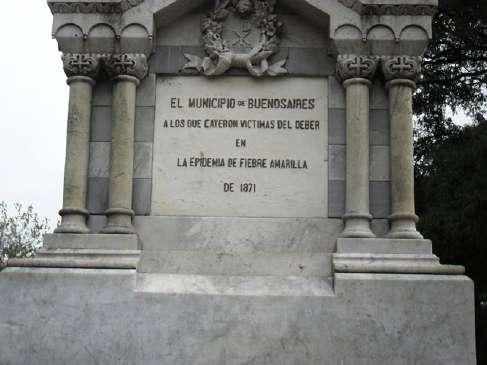 EL MUNICIPIO DE BUENOSAIRES
A LOS QUE CAYERON VICTIMAS DEL DEBER
EN
LA EPIDEMIA DE FIEBRE AMARILLA
DE 1871